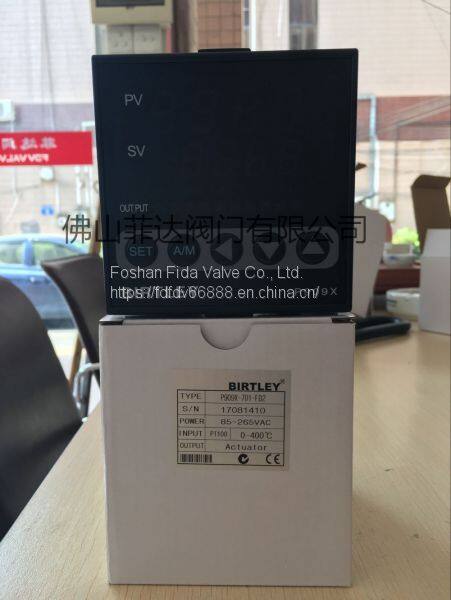 PV
SV
OUTPUT
佛山菲达阀门有限公司
SET A/M
Foshan Fida Valve Co., Ltd.
https://fdfdv66888.en.china.cn/
BIRTLEY®
TYPE P909X-701-FD2
S/N 17081410
POWER 85-265VAC
INPUT PT100 0-400℃
OUTPUT Actuator